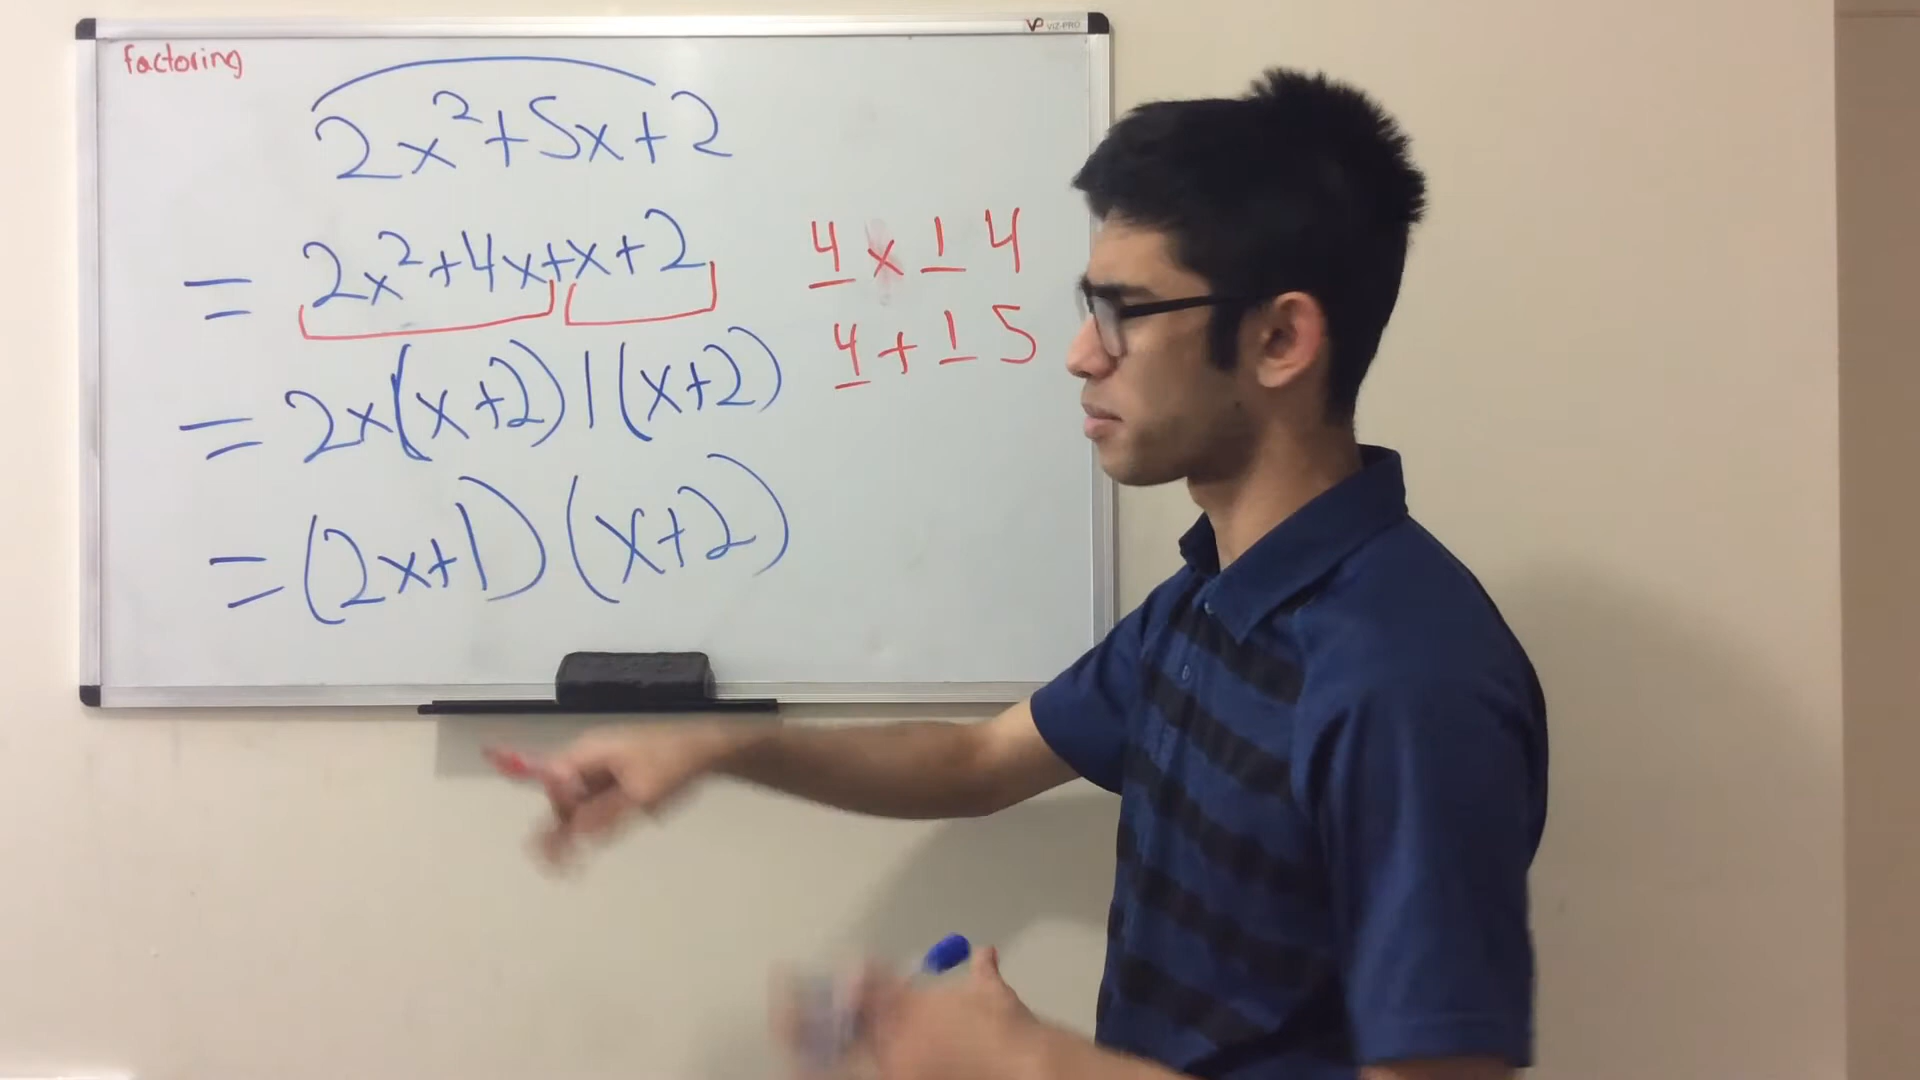 VIZ-PRO
factoring
2x²+5x+2
= 2x²+4x+x+2
4 x 1 4
4 + 1 5
= 2x(x+2) 1(x+2)
= (2x+1)(x+2)